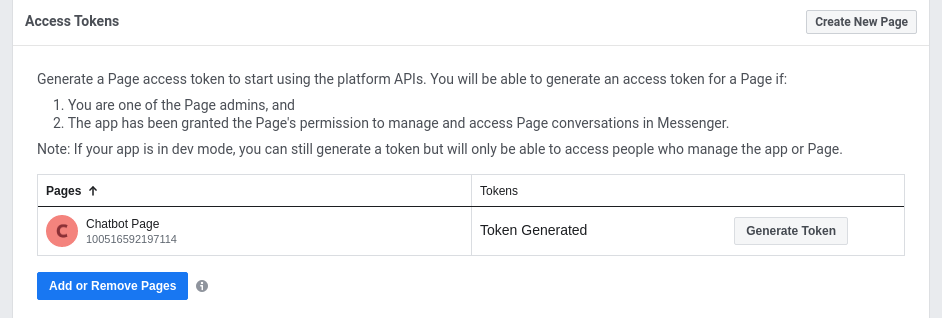 Access Tokens
Create New Page
Generate a Page access token to start using the platform APIs. You will be able to generate an access token for a Page if:
1. You are one of the Page admins, and
2. The app has been granted the Page's permission to manage and access Page conversations in Messenger.
Note: If your app is in dev mode, you can still generate a token but will only be able to access people who manage the app or Page.
Pages ↑
Tokens
C
Chatbot Page
100516592197114
Token Generated
Generate Token
Add or Remove Pages